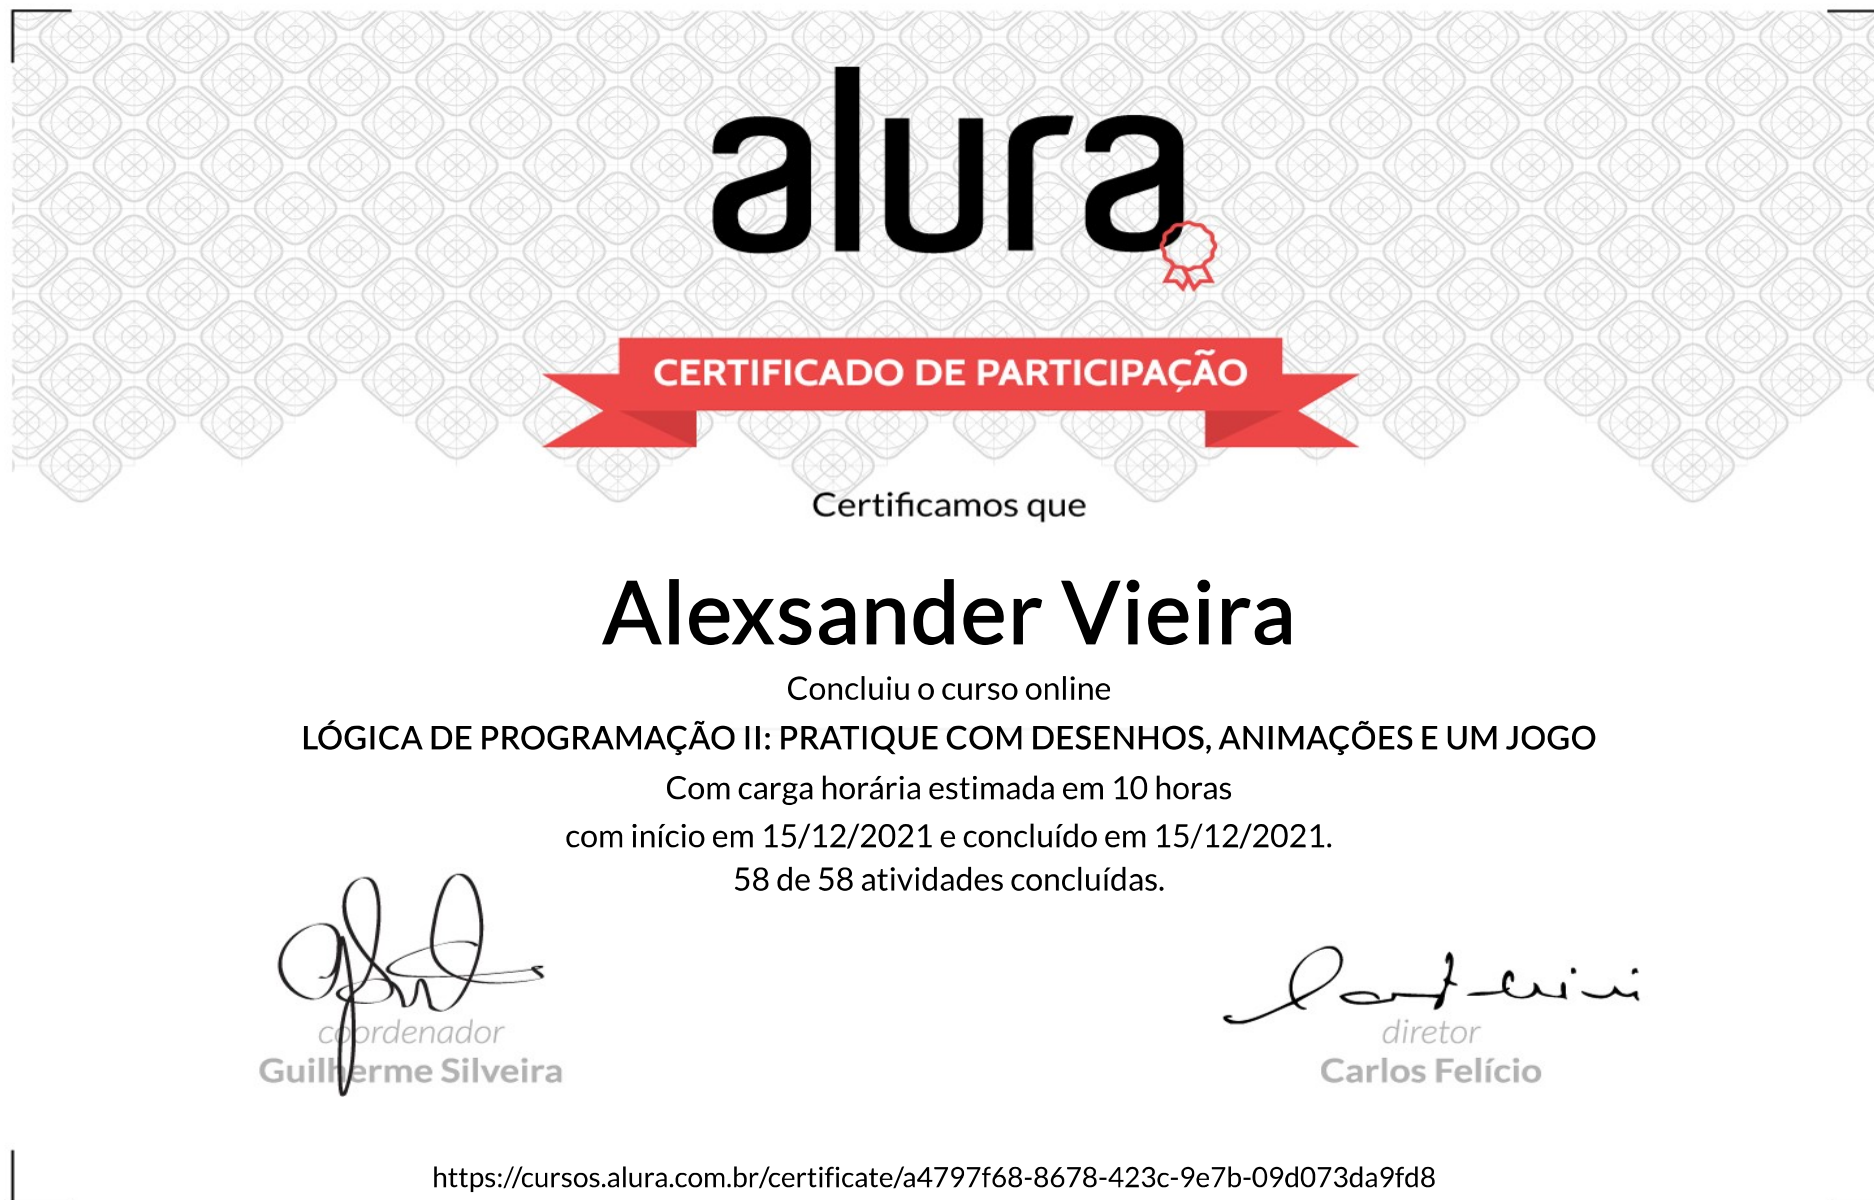 alura
CERTIFICADO DE PARTICIPAÇÃO
Certificamos que
Alexsander Vieira
Concluiu o curso online
LÓGICA DE PROGRAMAÇÃO II: PRATIQUE COM DESENHOS, ANIMAÇÕES E UM JOGO
Com carga horária estimada em 10 horas
com início em 15/12/2021 e concluído em 15/12/2021.
58 de 58 atividades concluídas.
coordenador
Guilherme Silveira
diretor
Carlos Felício
https://cursos.alura.com.br/certificate/a4797f68-8678-423c-9e7b-09d073da9fd8